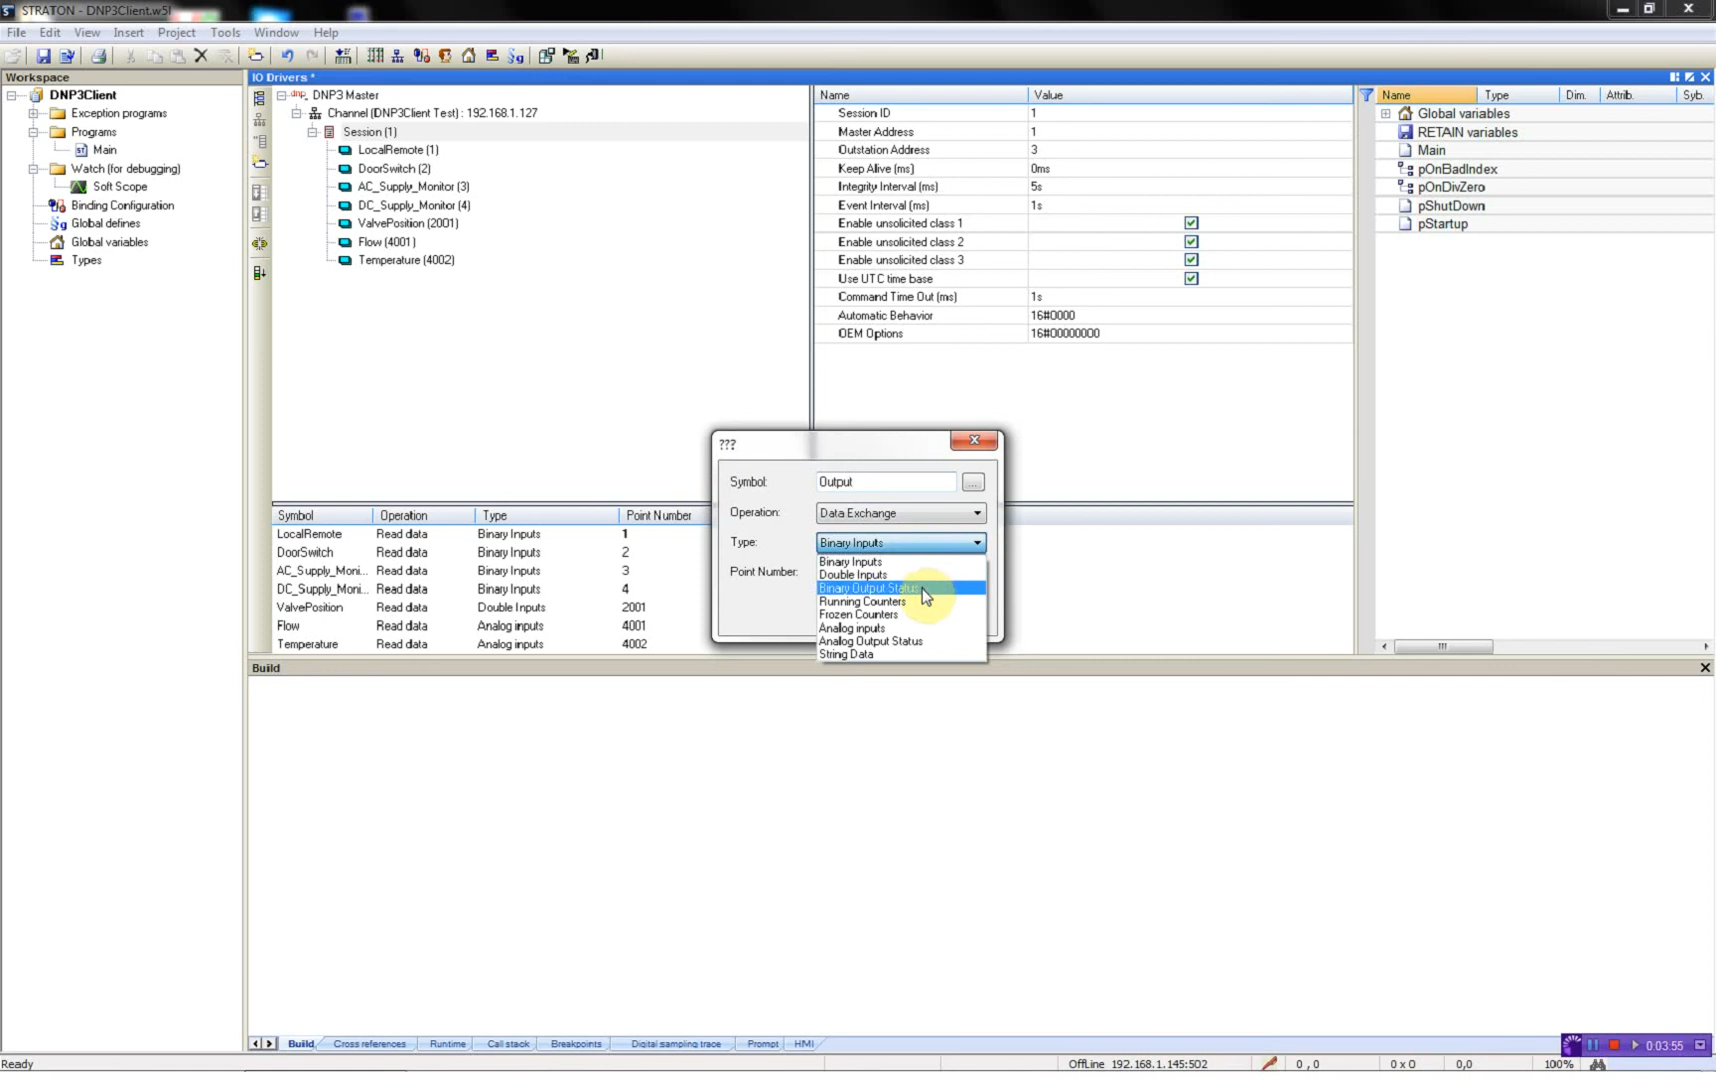 STRATON - DNP3Client.w5l
File Edit View Insert Project Tools Window Help
Workspace
DNP3Client
Exception programs
Programs
Main
Watch (for debugging)
Soft Scope
Binding Configuration
Global defines
Global variables
Types
IO Drivers *
DNP3 Master
Channel (DNP3Client Test) : 192.168.1.127
Session (1)
LocalRemote (1)
DoorSwitch (2)
AC_Supply_Monitor (3)
DC_Supply_Monitor (4)
ValvePosition (2001)
Flow (4001)
Temperature (4002)
Name Value
Session ID 1
Master Address 1
Outstation Address 3
Keep Alive (ms) 0ms
Integrity Interval (ms) 5s
Event Interval (ms) 1s
Enable unsolicited class 1
Enable unsolicited class 2
Enable unsolicited class 3
Use UTC time base
Command Time Out (ms) 1s
Automatic Behavior 16#0000
OEM Options 16#00000000
Name Type Dim. Attrib. Syb.
Global variables
RETAIN variables
Main
pOnBadIndex
pOnDivZero
pShutDown
pStartup
???
Symbol: Output ...
Operation: Data Exchange
Type: Binary Inputs
Point Number:
Binary Inputs
Double Inputs
Binary Output Status
Running Counters
Frozen Counters
Analog inputs
Analog Output Status
String Data
Symbol Operation Type Point Number
LocalRemote Read data Binary Inputs 1
DoorSwitch Read data Binary Inputs 2
AC_Supply_Moni... Read data Binary Inputs 3
DC_Supply_Moni... Read data Binary Inputs 4
ValvePosition Read data Double Inputs 2001
Flow Read data Analog inputs 4001
Temperature Read data Analog inputs 4002
Build
Build Cross references Runtime Call stack Breakpoints Digital sampling trace Prompt HMI
0:03:55
Ready OffLine 192.168.1.145:502 0 , 0 0 x 0 0,0 100%